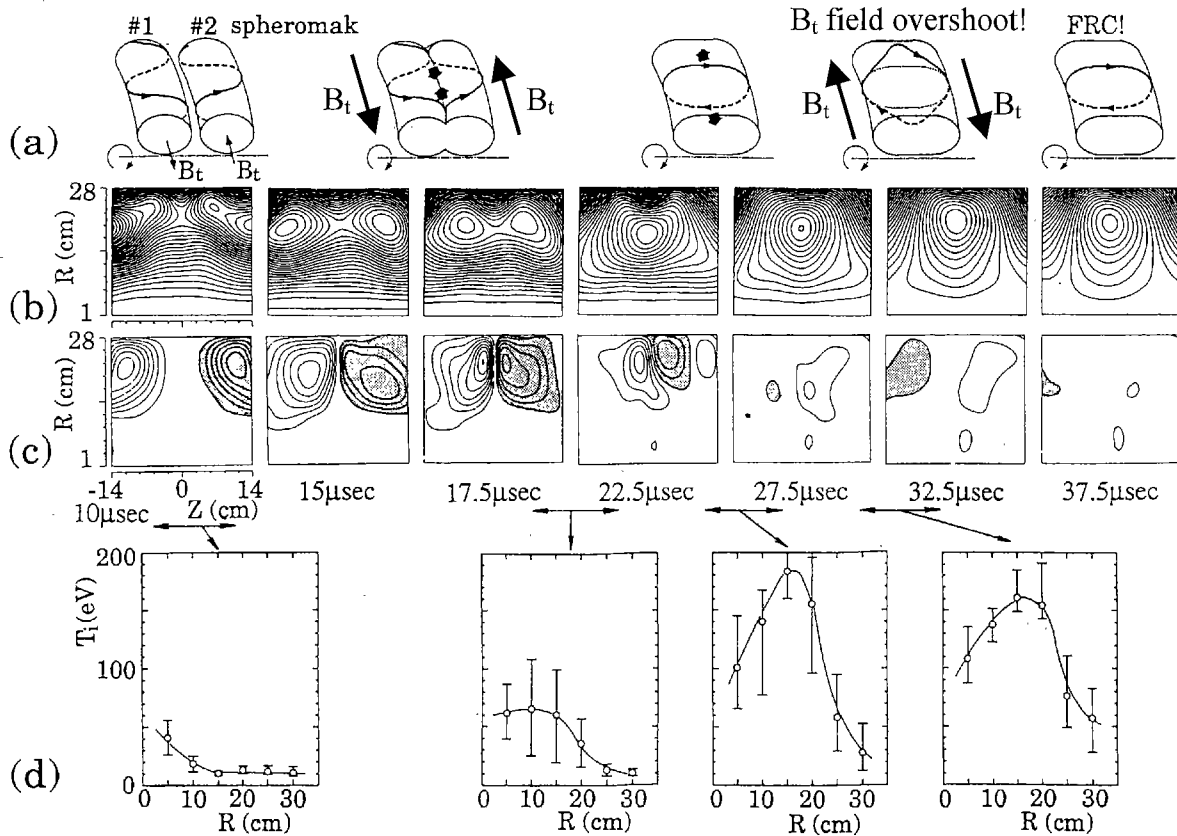 #1 #2 spheromak
B_t field overshoot!
FRC!
B_t B_t B_t B_t
(a)
B_t B_t
28
R (cm)
(b)
1
28
R (cm)
(c)
1
-14 0 14
Z (cm)
10μsec 15μsec 17.5μsec 22.5μsec 27.5μsec 32.5μsec 37.5μsec
200
T_i(eV)
100
(d)
0
0 10 20 30 0 10 20 30 0 10 20 30 0 10 20 30
R (cm) R (cm) R (cm) R (cm)